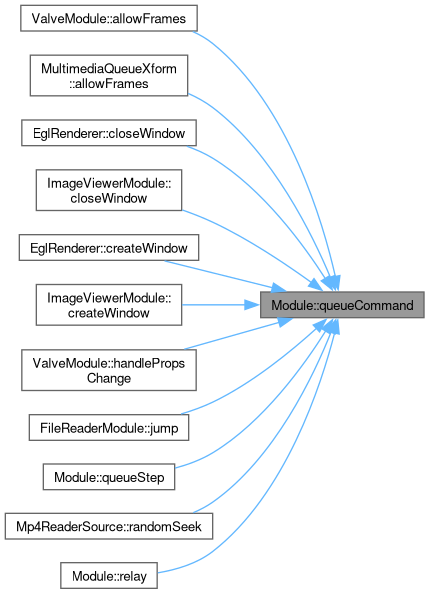 ValveModule::allowFrames
MultimediaQueueXform
::allowFrames
EglRenderer::closeWindow
ImageViewerModule::
closeWindow
EglRenderer::createWindow
ImageViewerModule::
createWindow
Module::queueCommand
ValveModule::handleProps
Change
FileReaderModule::jump
Module::queueStep
Mp4ReaderSource::randomSeek
Module::relay